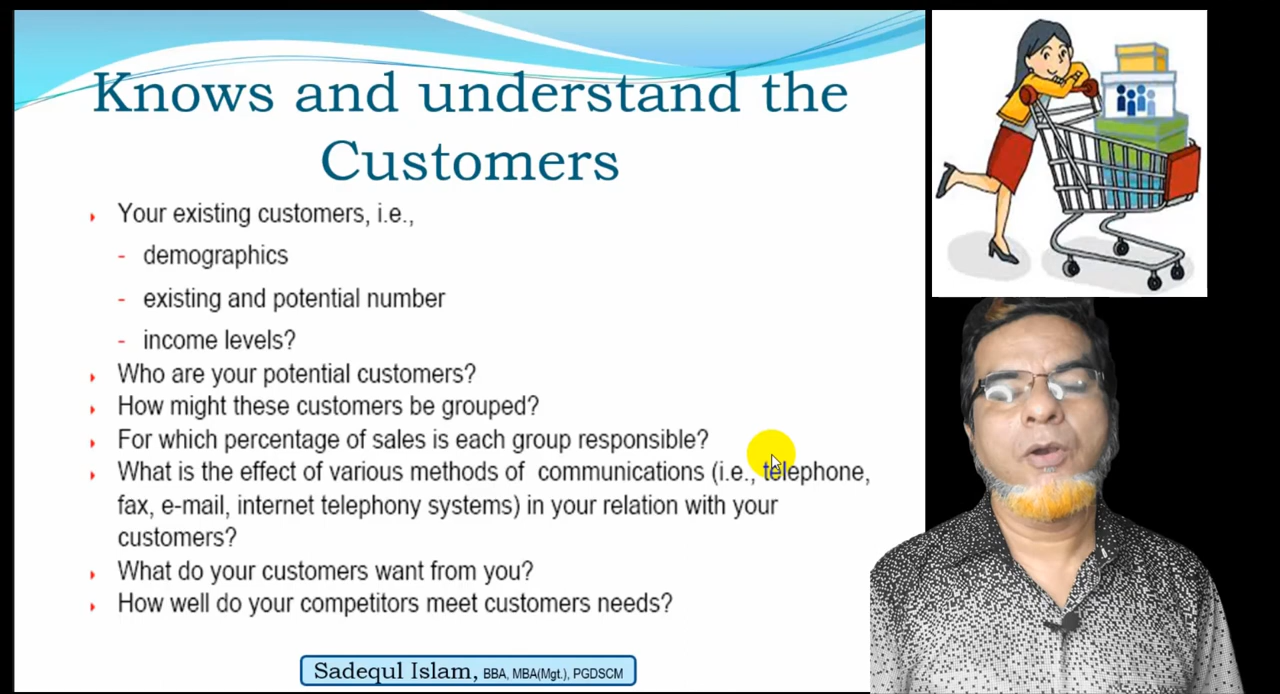 Knows and understand the
Customers
Your existing customers, i.e.,
- demographics
- existing and potential number
- income levels?
Who are your potential customers?
How might these customers be grouped?
For which percentage of sales is each group responsible?
What is the effect of various methods of communications (i.e., telephone,
fax, e-mail, internet telephony systems) in your relation with your
customers?
What do your customers want from you?
How well do your competitors meet customers needs?
Sadequl Islam, BBA, MBA(Mgt.), PGDSCM